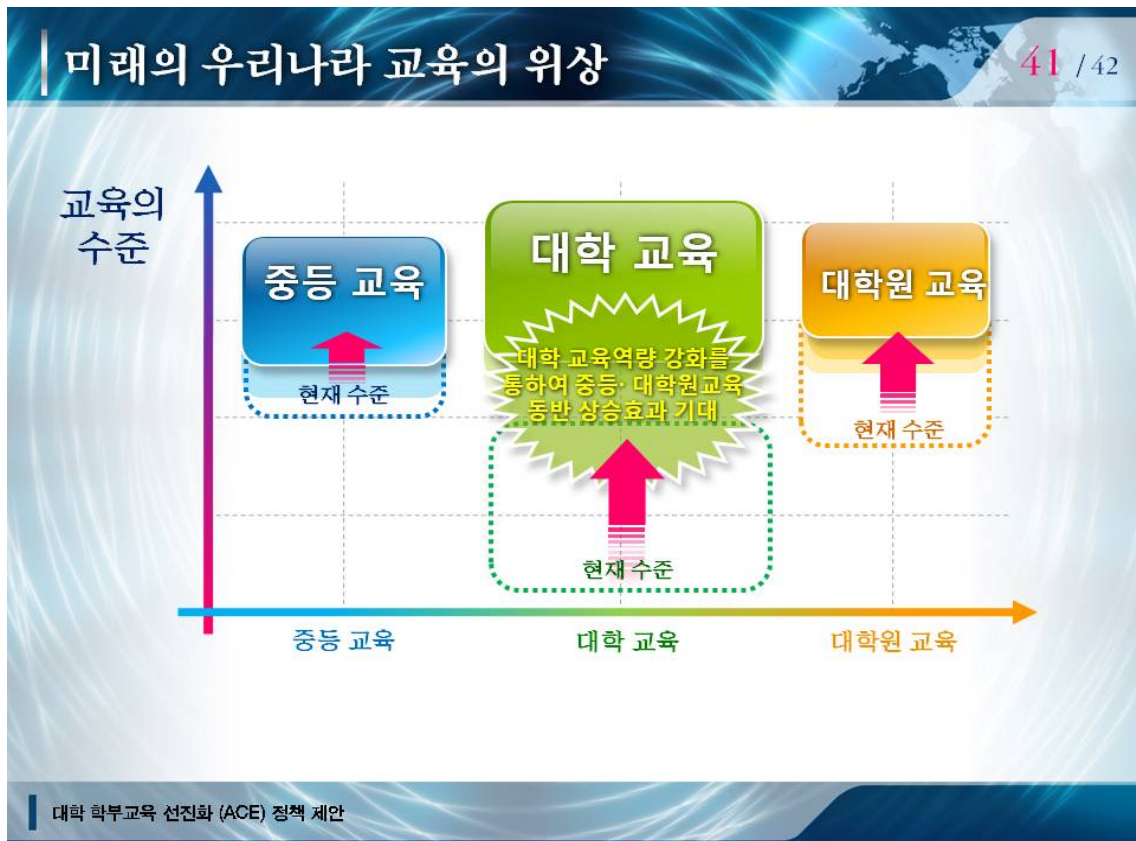 미래의 우리나라 교육의 위상
41 / 42
교육의
수준
중등 교육
대학 교육
대학원 교육
대학 교육역량 강화를
통하여 중등· 대학원교육
동반 상승효과 기대
현재 수준
현재 수준
현재 수준
중등 교육
대학 교육
대학원 교육
대학 학부교육 선진화 (ACE) 정책 제안